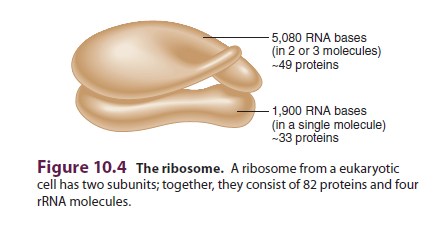 5,080 RNA bases
(in 2 or 3 molecules)
~49 proteins
1,900 RNA bases
(in a single molecule)
~33 proteins
Figure 10.4 The ribosome. A ribosome from a eukaryotic
cell has two subunits; together, they consist of 82 proteins and four
rRNA molecules.